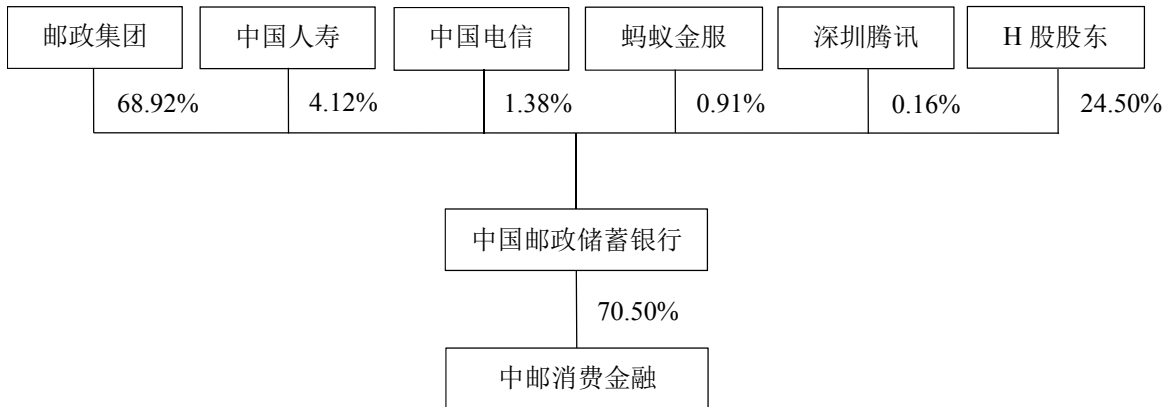 邮政集团 中国人寿 中国电信 蚂蚁金服 深圳腾讯 H 股股东
68.92% 4.12% 1.38% 0.91% 0.16% 24.50%
中国邮政储蓄银行
70.50%
中邮消费金融